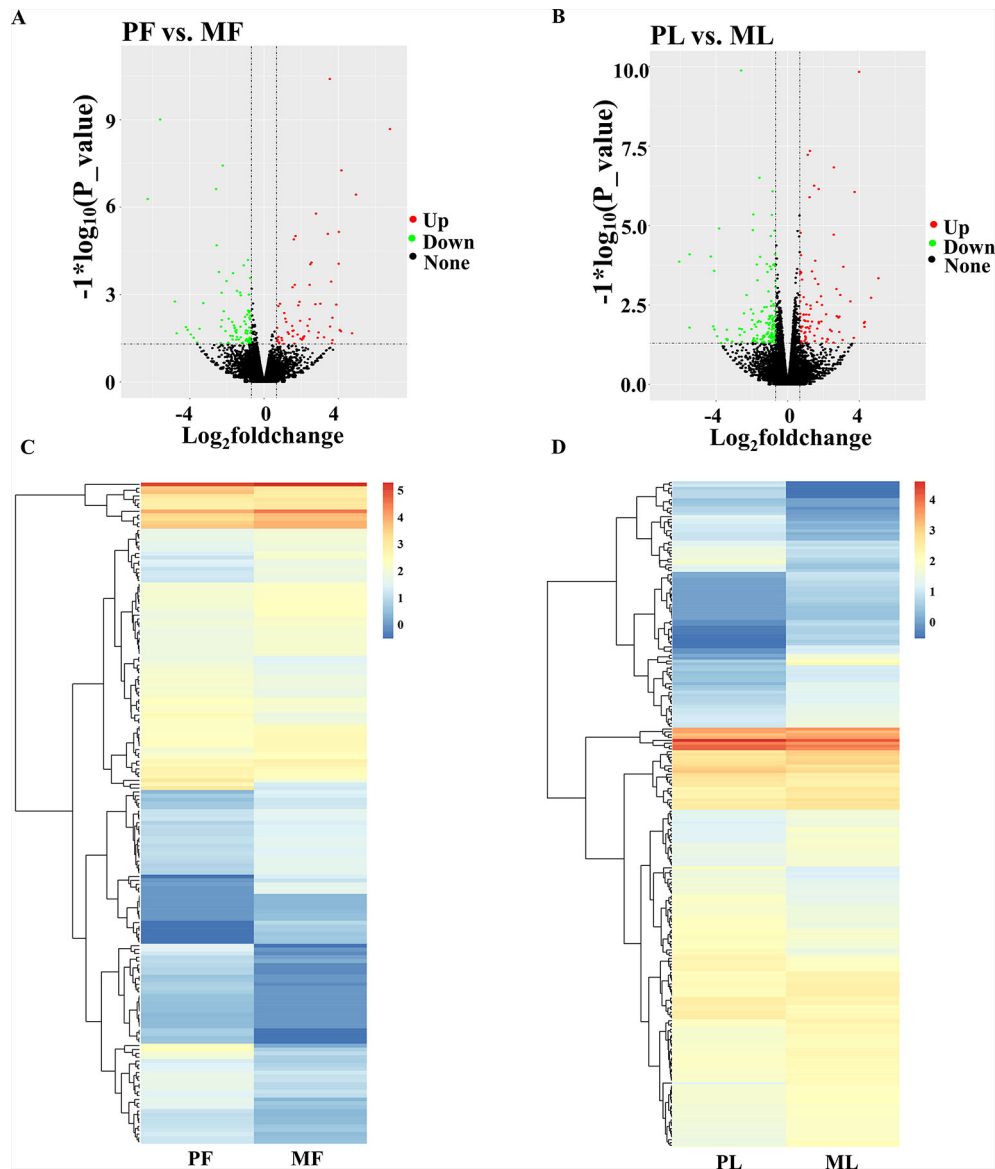 A
PF vs. MF
-1*log10(P_value)
9
6
3
0
-4
0
4
Log2foldchange
Up
Down
None
B
PL vs. ML
-1*log10(P_value)
10.0
7.5
5.0
2.5
0.0
-4
0
4
Log2foldchange
Up
Down
None
C
5
4
3
2
1
0
PF
MF
D
4
3
2
1
0
PL
ML